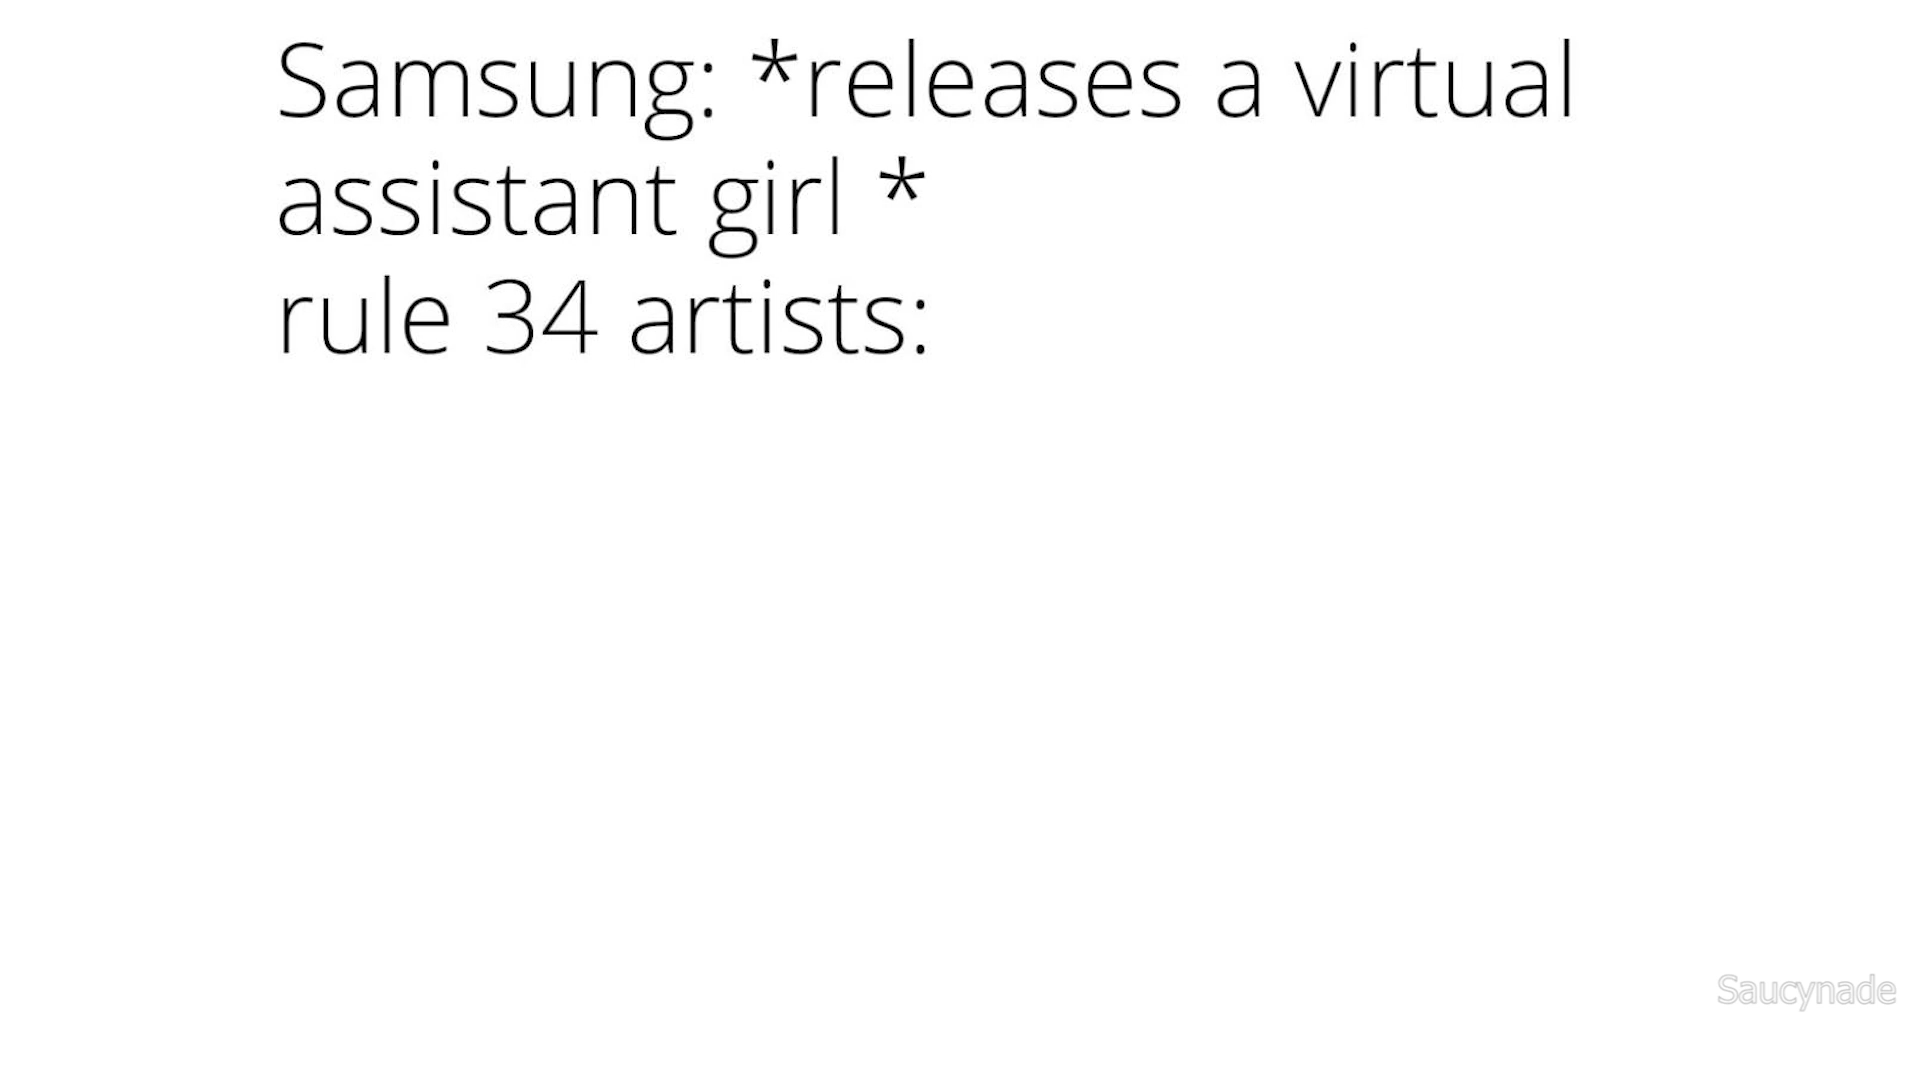 Samsung: *releases a virtual
assistant girl *
rule 34 artists:
Saucynade